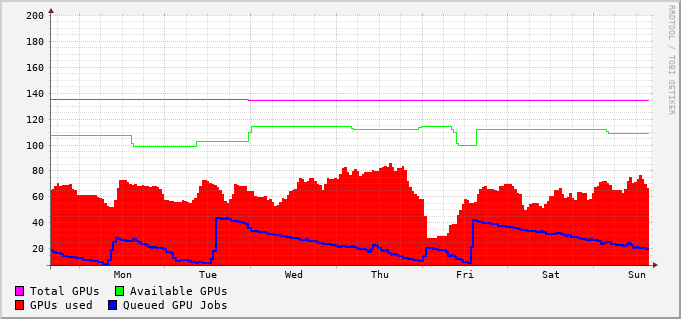 200
180
160
140
120
100
80
60
40
20
Mon Tue Wed Thu Fri Sat Sun
Total GPUs Available GPUs
GPUs used Queued GPU Jobs
RRDTOOL / TOBI OETIKER